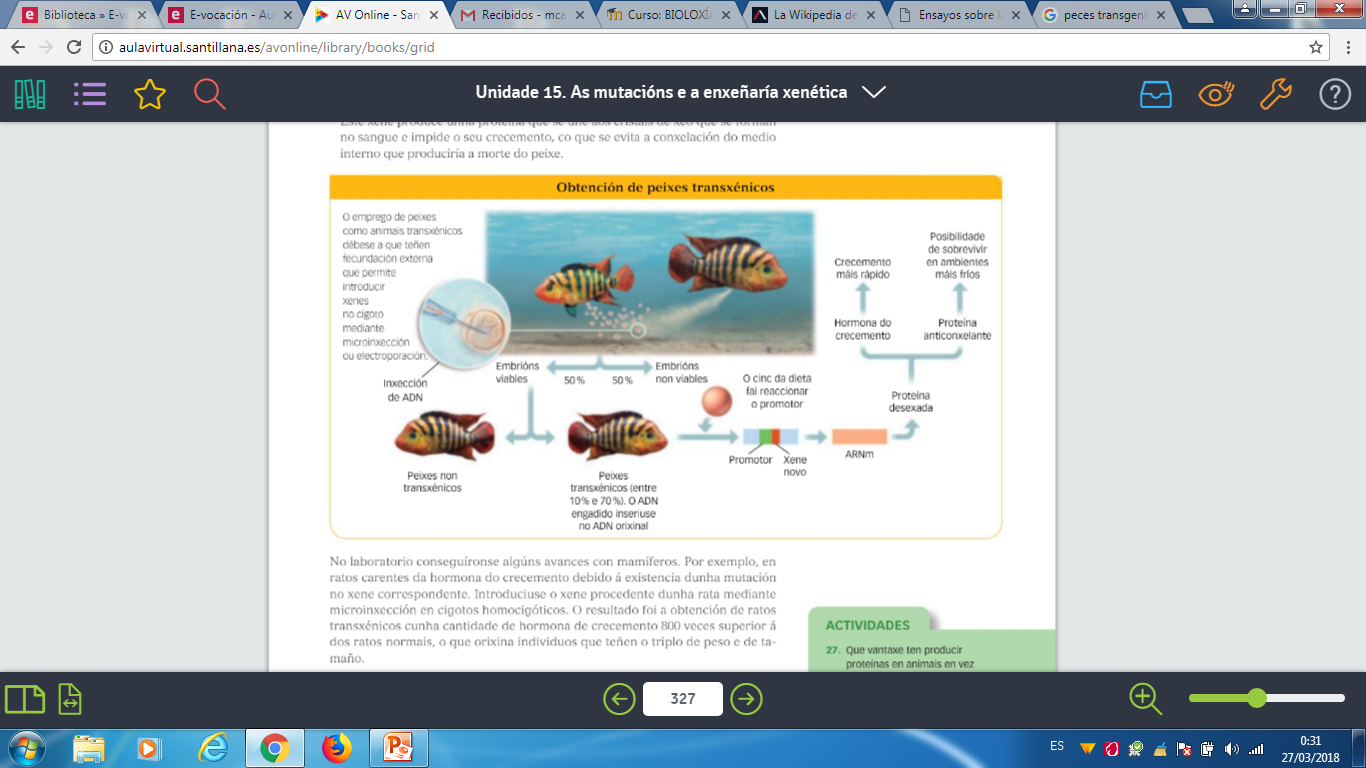 Biblioteca » E-vo
E-vocación - Au
AV Online - San
Recibidos - mca
Curso: BIOLOXÍ
La Wikipedia de
Ensayos sobre l
peces transgeni
aulavirtual.santillana.es/avonline/library/books/grid
Unidade 15. As mutacións e a enxeñaría xenética
Este xene produce unha proteína que se une aos cristais de xeo que se forman
no sangue e impide o seu crecemento, co que se evita a conxelación do medio
interno que produciría a morte do peixe.
Obtención de peixes transxénicos
O emprego de peixes
como animais transxénicos
débese a que teñen
fecundación externa
que permite
introducir
xenes
no cigoto
mediante
microinxección
ou electroporación.
Inxección
de ADN
Embrións
viables
50 %
50 %
Embrións
non viables
Peixes non
transxénicos
Peixes
transxénicos (entre
10% e 70%). O ADN
engadido inseriuse
no ADN orixinal
O cinc da dieta
fai reaccionar
o promotor
Promotor
Xene
novo
ARNm
Proteína
desexada
Hormona do
crecemento
Proteína
anticonxelante
Crecemento
máis rápido
Posibilidade
de sobrevivir
en ambientes
máis fríos
No laboratorio conseguíronse algúns avances con mamíferos. Por exemplo, en
ratos carentes da hormona do crecemento debido á existencia dunha mutación
no xene correspondente. Introduciuse o xene procedente dunha rata mediante
microinxección en cigotos homocigóticos. O resultado foi a obtención de ratos
transxénicos cunha cantidade de hormona de crecemento 800 veces superior á
dos ratos normais, o que orixina individuos que teñen o triplo de peso e de ta-
maño.
ACTIVIDADES
27. Que vantaxe ten producir
proteínas en animais en vez
327
ES
0:31
27/03/2018